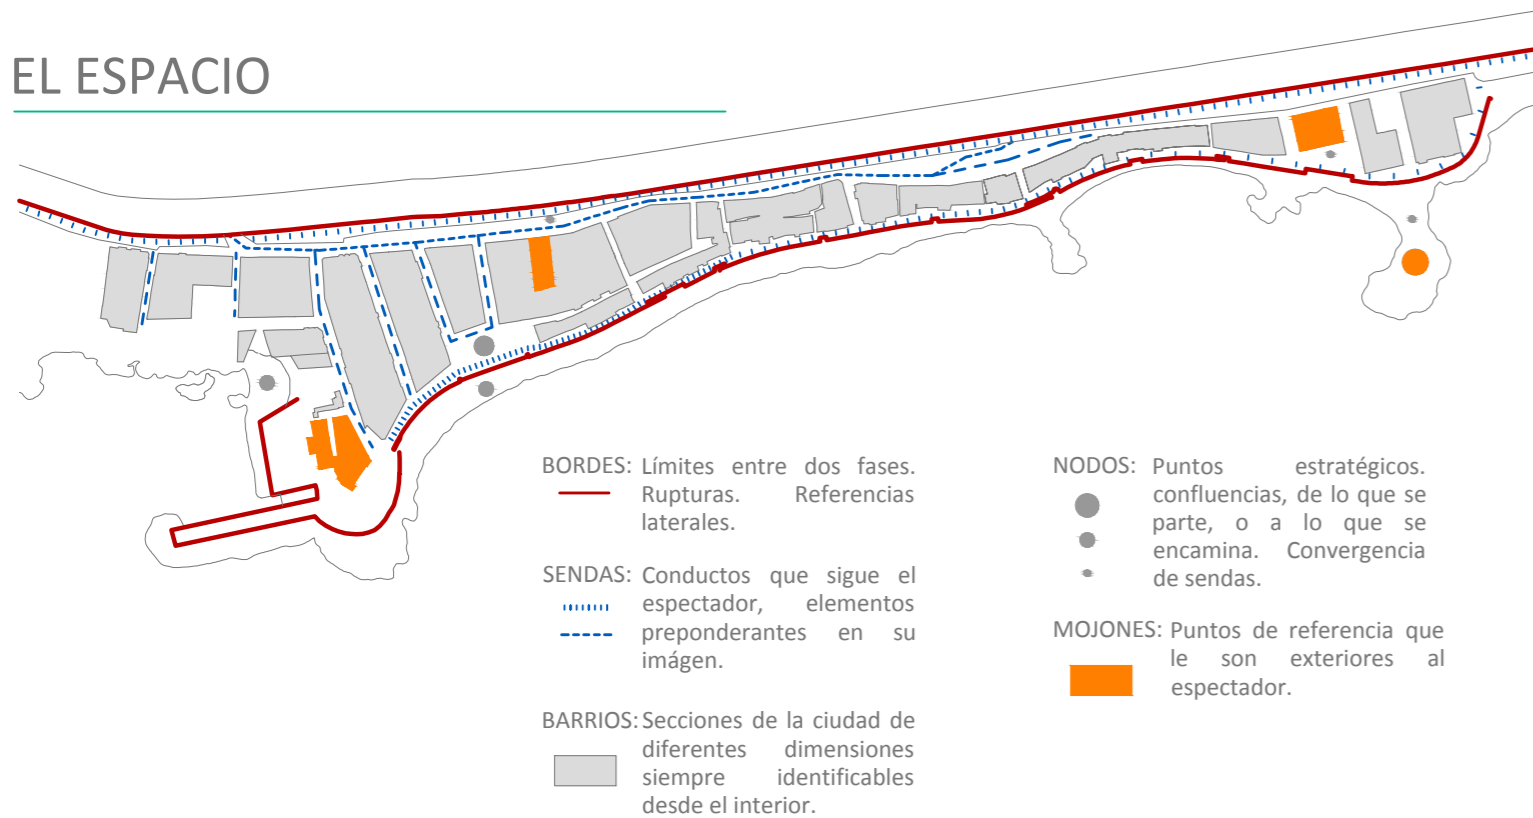 EL ESPACIO
BORDES: Límites entre dos fases.
Rupturas. Referencias
laterales.
SENDAS: Conductos que sigue el
espectador, elementos
preponderantes en su
imágen.
BARRIOS: Secciones de la ciudad de
diferentes dimensiones
siempre identificables
desde el interior.
NODOS: Puntos estratégicos.
confluencias, de lo que se
parte, o a lo que se
encamina. Convergencia
de sendas.
MOJONES: Puntos de referencia que
le son exteriores al
espectador.